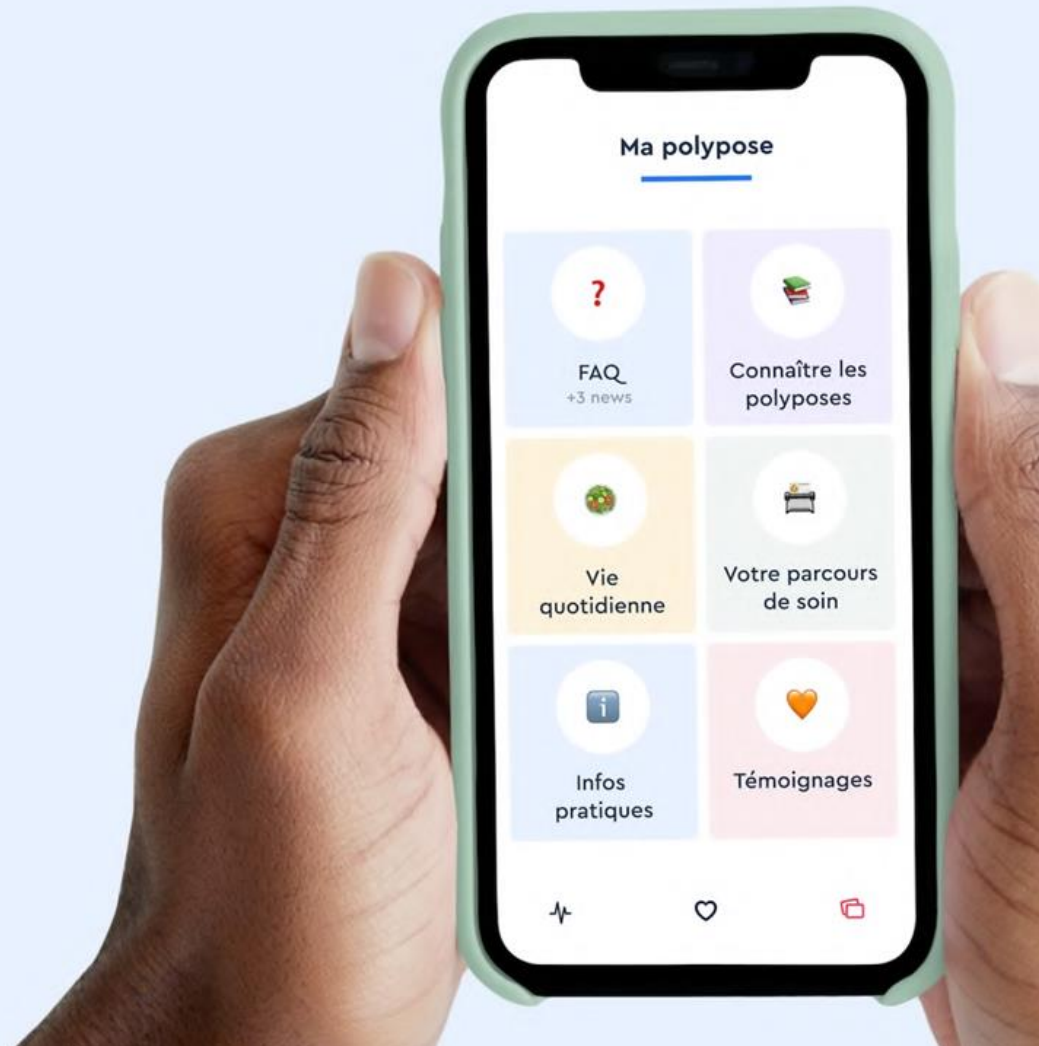 Ma polypose
?
FAQ
+3 news
Connaître les
polyposes
Vie
quotidienne
Votre parcours
de soin
i
Infos
pratiques
Témoignages